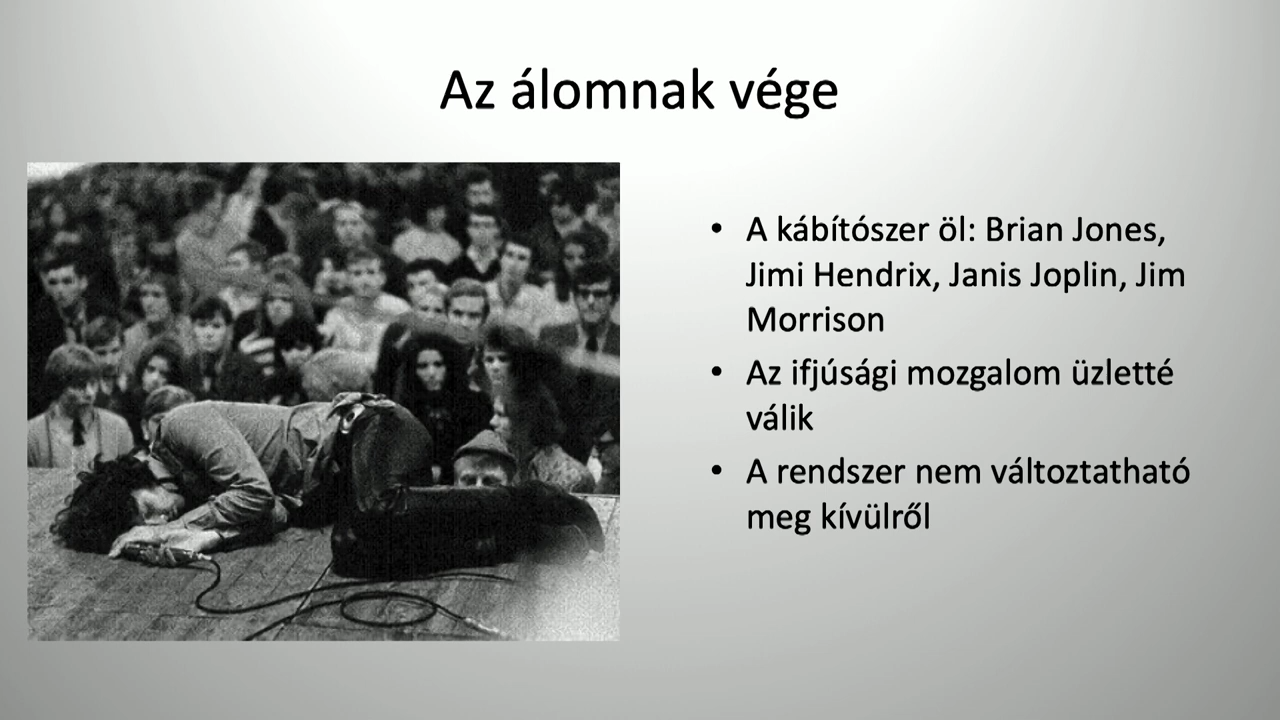 Az álomnak vége
• A kábítószer öl: Brian Jones,
Jimi Hendrix, Janis Joplin, Jim
Morrison
• Az ifjúsági mozgalom üzletté
válik
• A rendszer nem változtatható
meg kívülről